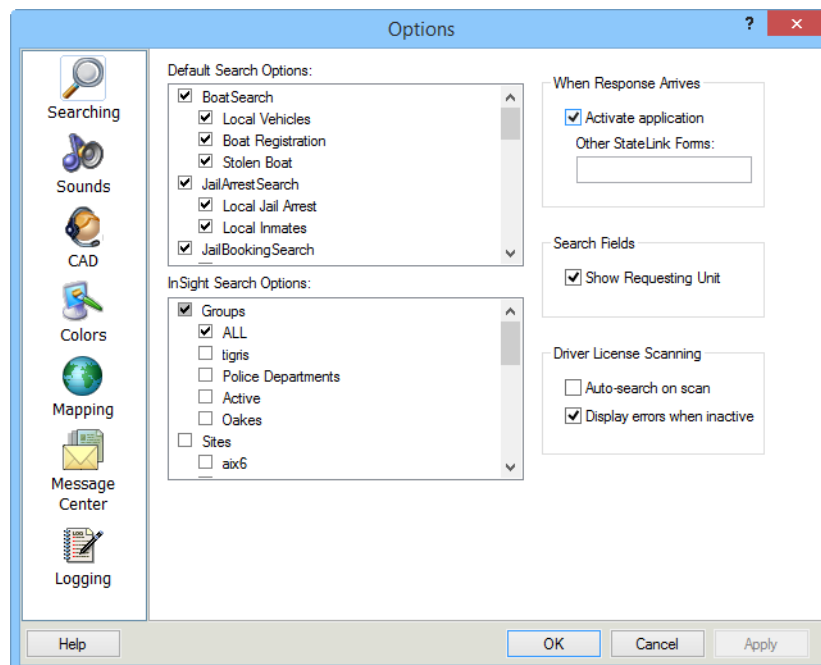 Options
?
Searching
Sounds
CAD
Colors
Mapping
Message
Center
LOG
Logging
Default Search Options:
BoatSearch
Local Vehicles
Boat Registration
Stolen Boat
JailArrestSearch
Local Jail Arrest
Local Inmates
JailBookingSearch
InSight Search Options:
Groups
ALL
tigris
Police Departments
Active
Oakes
Sites
aix6
When Response Arrives
Activate application
Other StateLink Forms:
Search Fields
Show Requesting Unit
Driver License Scanning
Auto-search on scan
Display errors when inactive
Help
OK
Cancel
Apply